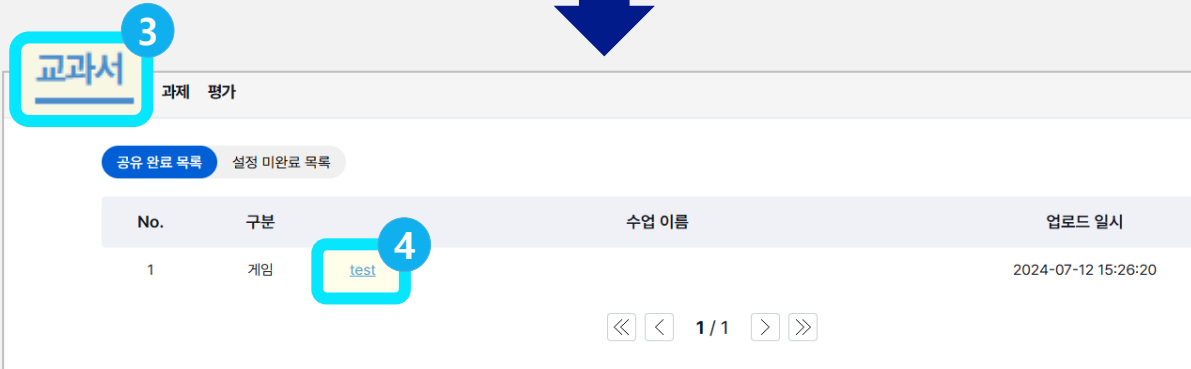 3
교과서 과제 평가
공유 완료 목록 설정 미완료 목록
No. 구분 수업 이름 업로드 일시
4
1 게임 test 2024-07-12 15:26:20
1 / 1